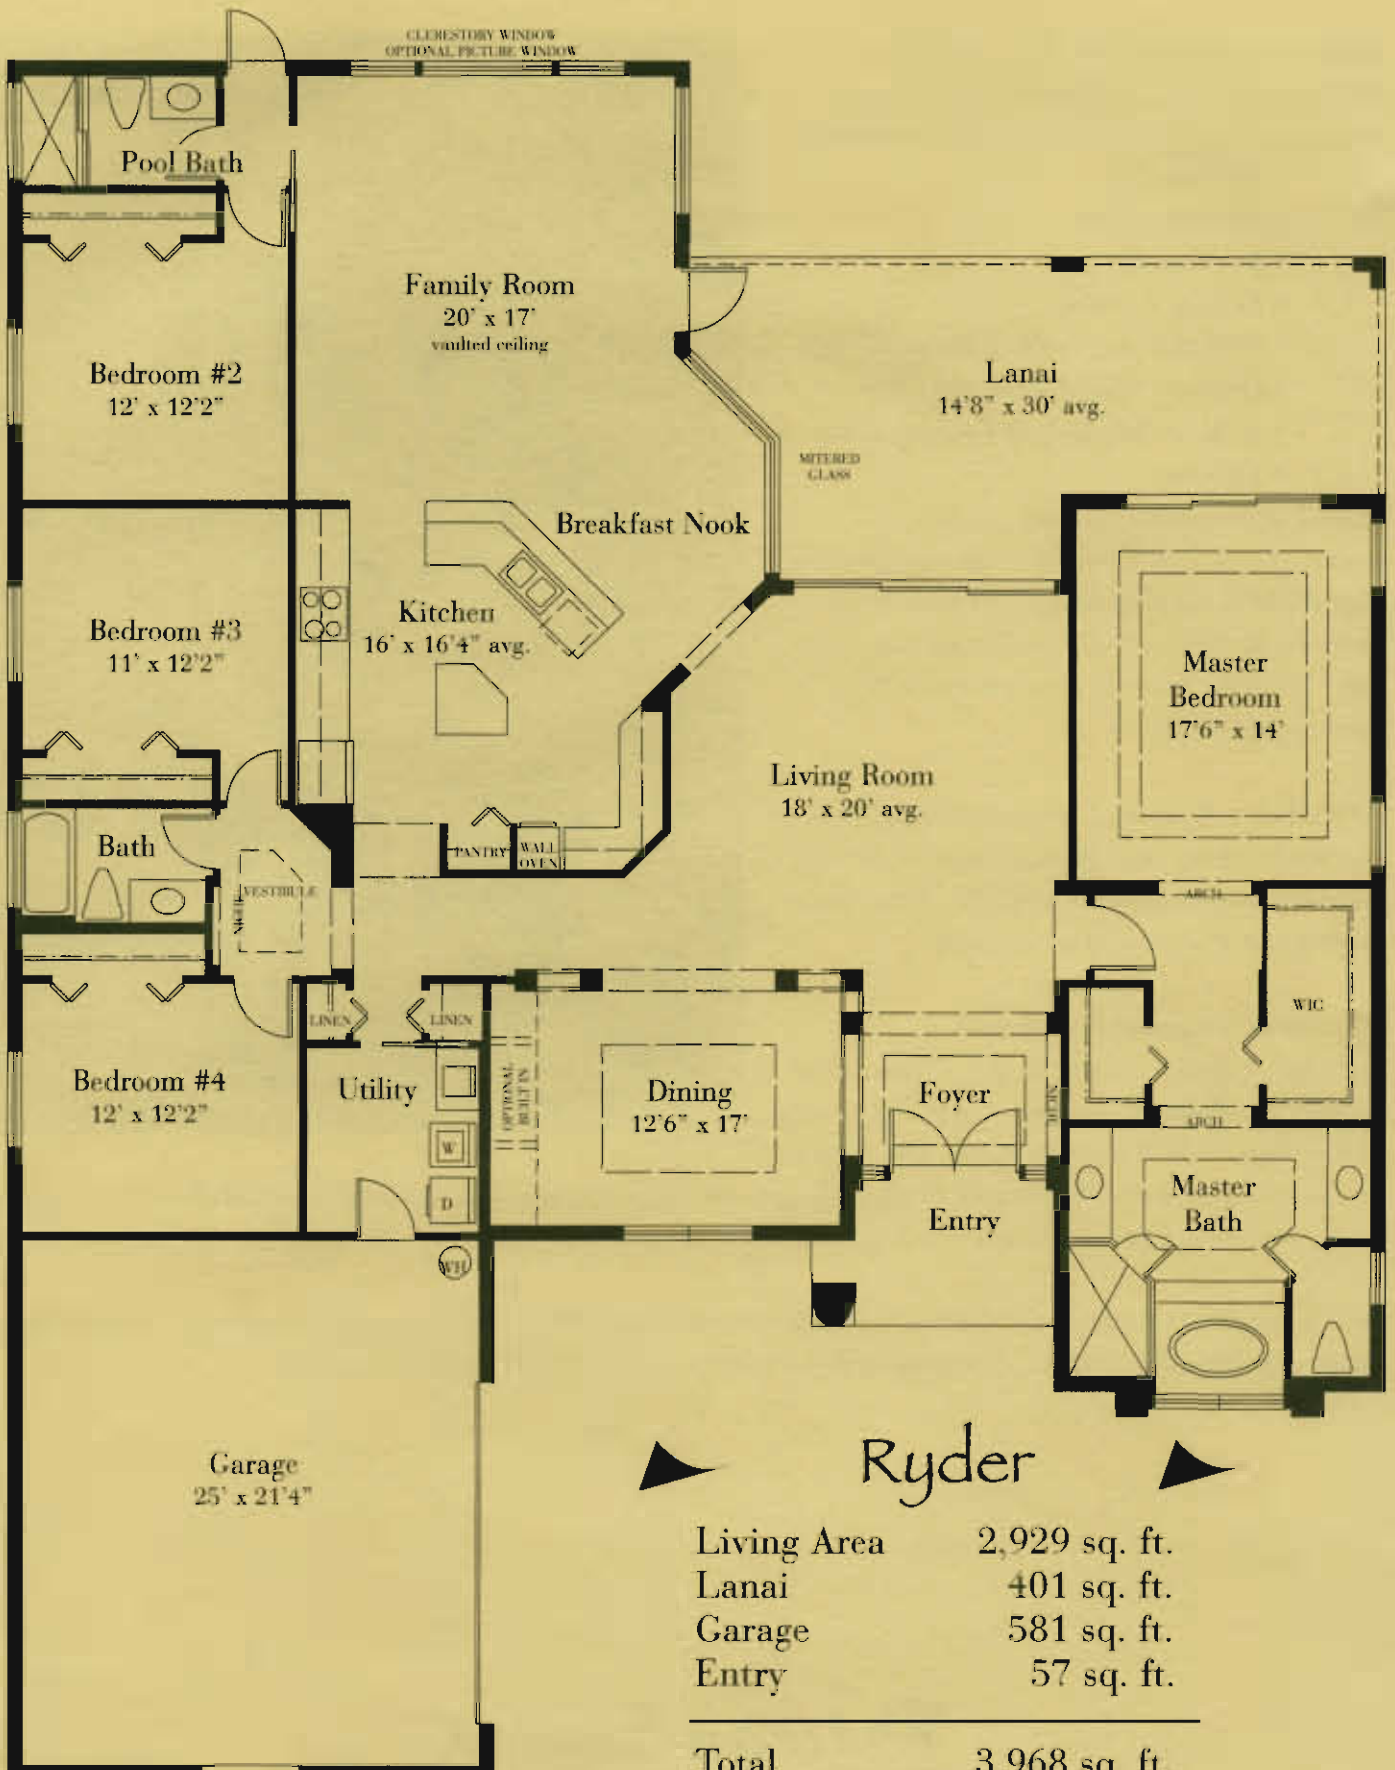 CLERESTORY WINDOW
OPTIONAL PICTURE WINDOW
Pool Bath
Family Room
20' x 17'
vaulted ceiling
Bedroom #2
12' x 12'2"
Lanai
14'8" x 30' avg.
MITERED
GLASS
Breakfast Nook
Kitchen
16' x 16'4" avg.
Bedroom #3
11' x 12'2"
Master
Bedroom
17'6" x 14'
Living Room
18' x 20' avg.
Bath
PANTRY
WALL
OVEN
VESTIBULE
NICHE
ARCH
WIC
LINEN
LINEN
Bedroom #4
12' x 12'2"
Utility
W
D
OPTIONAL
BUILT IN
Dining
12'6" x 17'
Foyer
NICHE
ARCH
Entry
Master
Bath
WH
Garage
25' x 21'4"
Ryder
Living Area 2,929 sq. ft.
Lanai 401 sq. ft.
Garage 581 sq. ft.
Entry 57 sq. ft.
Total 3,968 sq. ft.